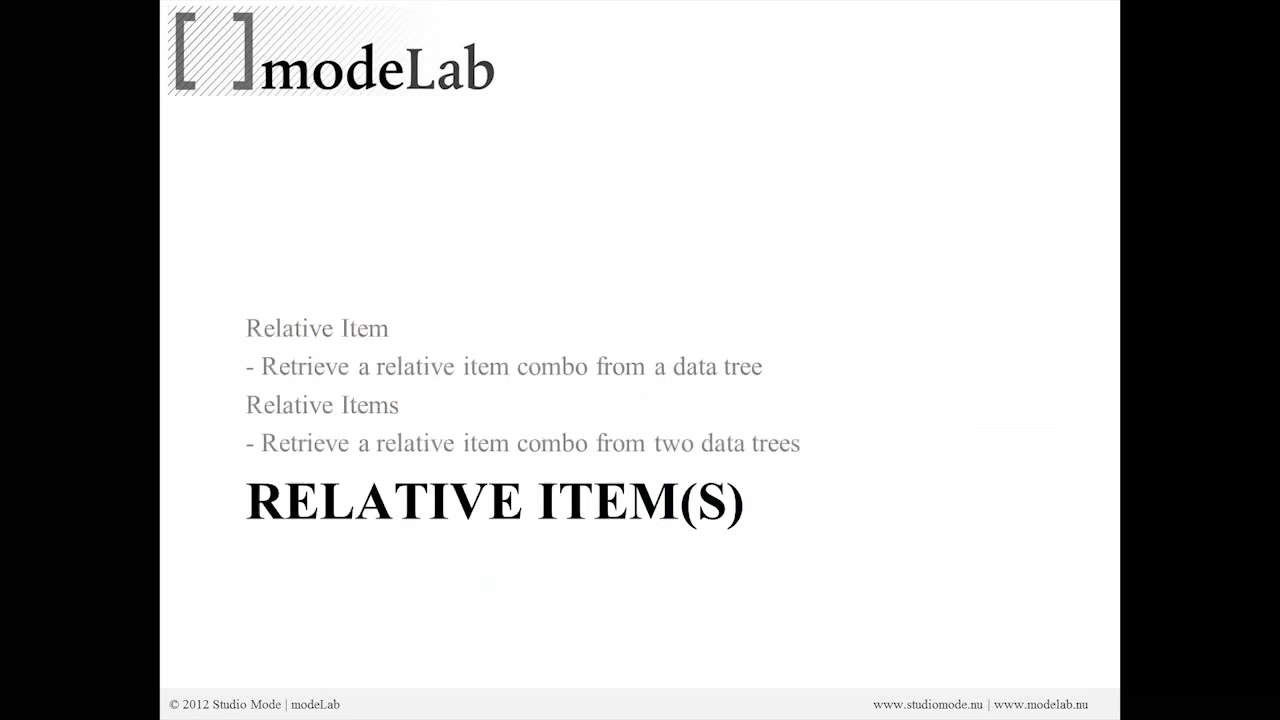 [ ] modeLab
Relative Item
- Retrieve a relative item combo from a data tree
Relative Items
- Retrieve a relative item combo from two data trees
RELATIVE ITEM(S)
© 2012 Studio Mode | modeLab
www.studiomode.nu | www.modelab.nu